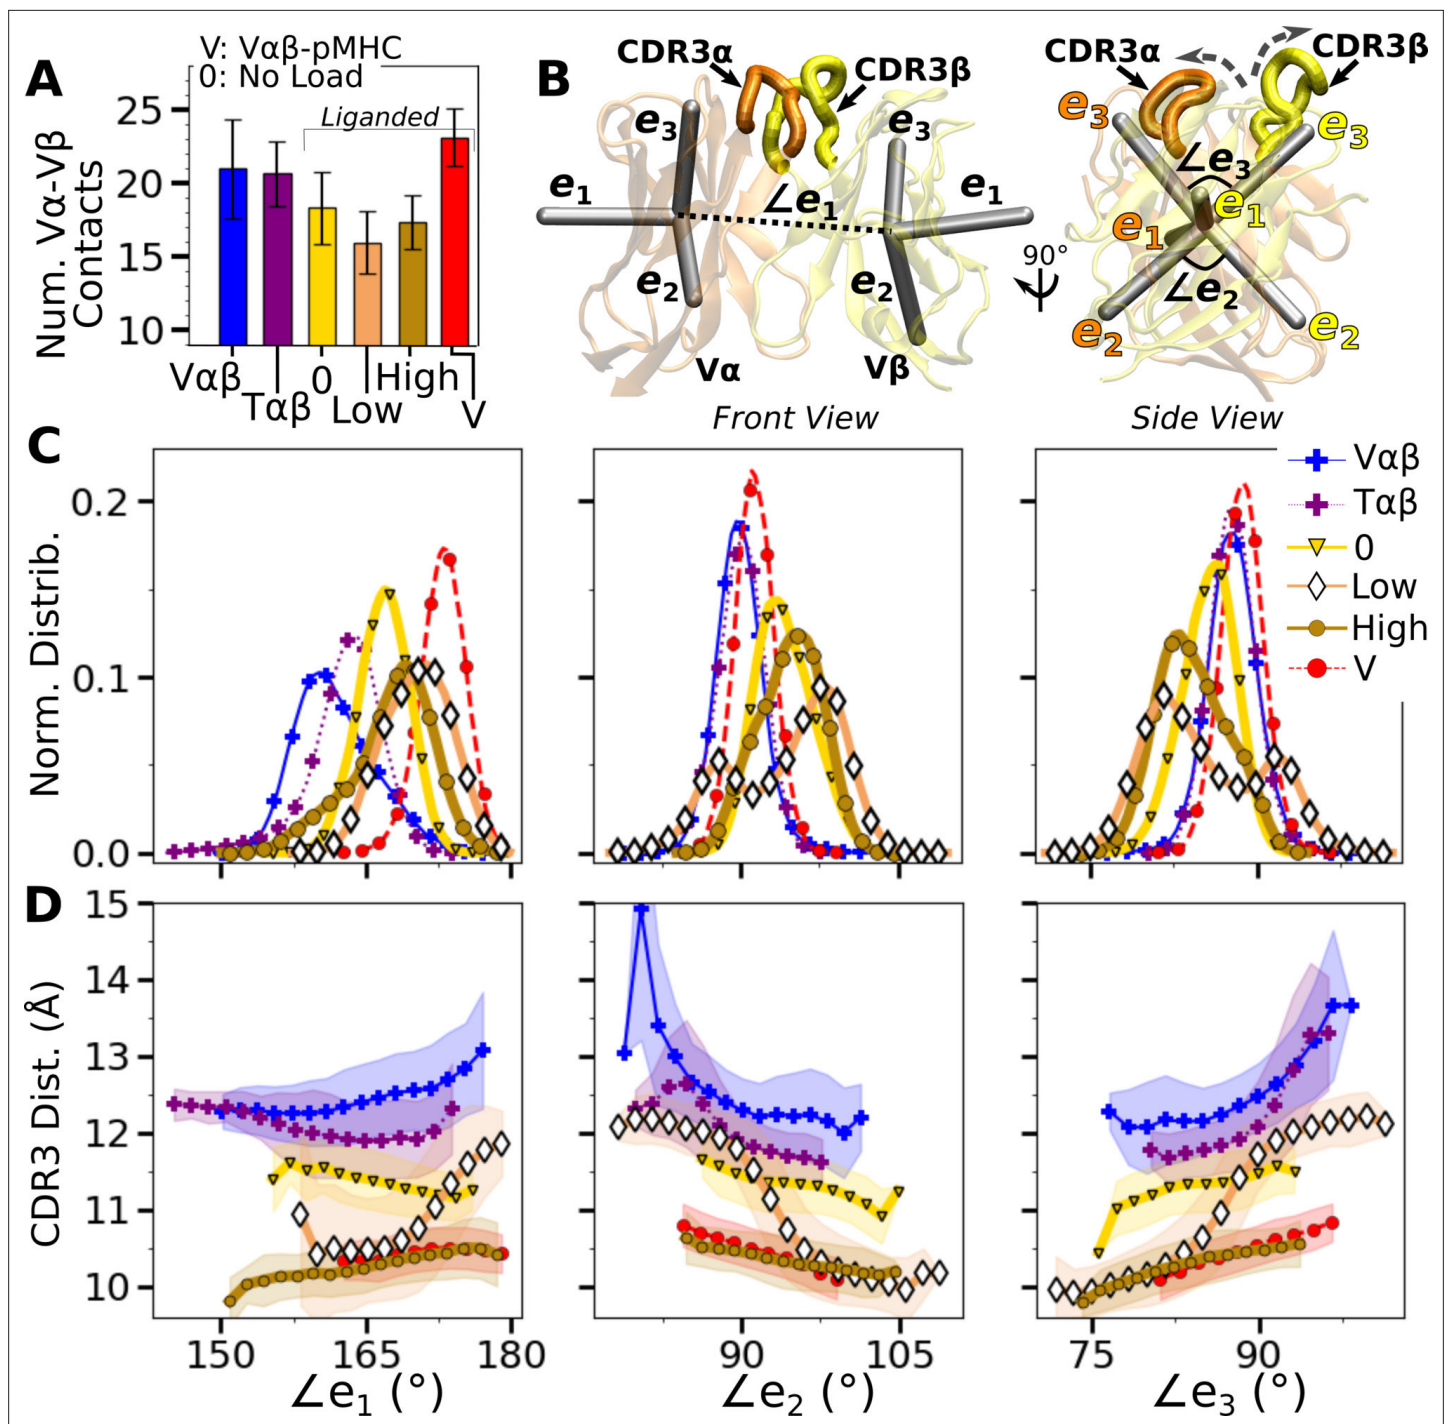 A
V: Vαβ-pMHC
0: No Load
Liganded
Num. Vα-Vβ
Contacts
25
20
15
10
Vαβ
Tαβ
0
Low
High
V
B
CDR3α
CDR3β
e3
e3
e1
e1
∠e1
e2
e2
Vα
Vβ
Front View
90°
CDR3α
CDR3β
e3
e3
∠e3
e1
e1
∠e2
e2
e2
Side View
C
Norm. Distrib.
0.2
0.1
0.0
Vαβ
Tαβ
0
Low
High
V
D
CDR3 Dist. (Å)
15
14
13
12
11
10
150 165 180
∠e1 (°)
90 105
∠e2 (°)
75 90
∠e3 (°)